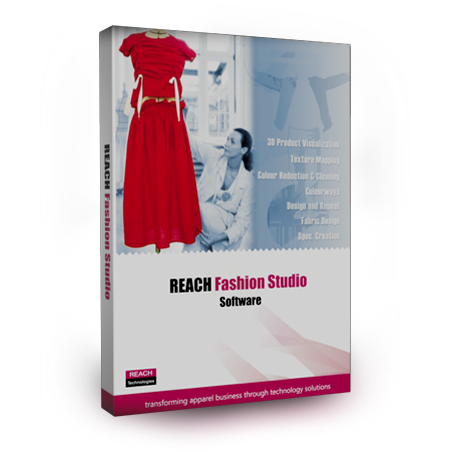 3D Product Visualization
Texture Mapping
Colour Reduction & Cleaning
Colourways
Design and Repeat
Fabric Design
Spec. Creation
REACH Fashion Studio
REACH Fashion Studio
Software
REACH
Technologies
transforming apparel business through technology solutions